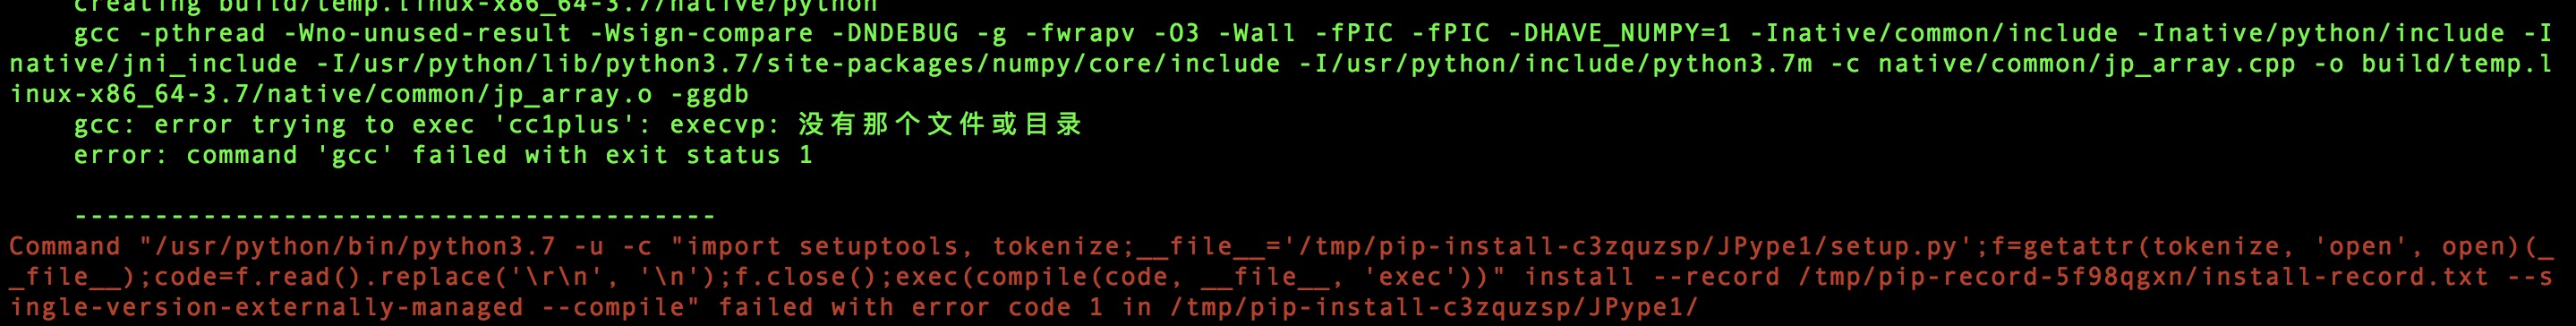 creating build/temp.linux-x86_64-3.7/native/python
gcc -pthread -Wno-unused-result -Wsign-compare -DNDEBUG -g -fwrapv -O3 -Wall -fPIC -fPIC -DHAVE_NUMPY=1 -Inative/common/include -Inative/python/include -I
native/jni_include -I/usr/python/lib/python3.7/site-packages/numpy/core/include -I/usr/python/include/python3.7m -c native/common/jp_array.cpp -o build/temp.l
inux-x86_64-3.7/native/common/jp_array.o -ggdb
gcc: error trying to exec 'cc1plus': execvp: 没有那个文件或目录
error: command 'gcc' failed with exit status 1
----------------------------------------
Command "/usr/python/bin/python3.7 -u -c "import setuptools, tokenize;__file__='/tmp/pip-install-c3zquzsp/JPype1/setup.py';f=getattr(tokenize, 'open', open)(_
_file__);code=f.read().replace('\r\n', '\n');f.close();exec(compile(code, __file__, 'exec'))" install --record /tmp/pip-record-5f98qgxn/install-record.txt --s
ingle-version-externally-managed --compile" failed with error code 1 in /tmp/pip-install-c3zquzsp/JPype1/